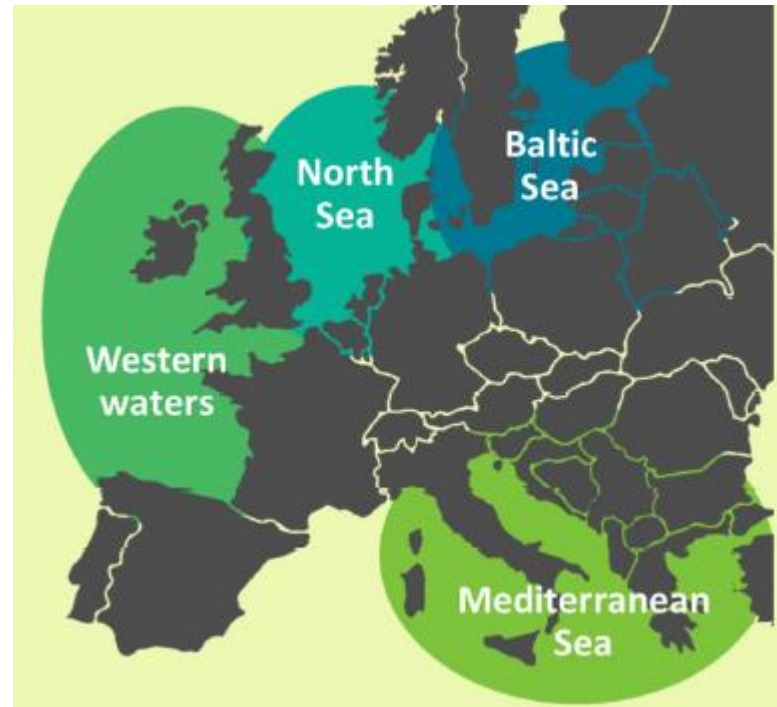 North
Sea
Baltic
Sea
Western
waters
Mediterranean
Sea